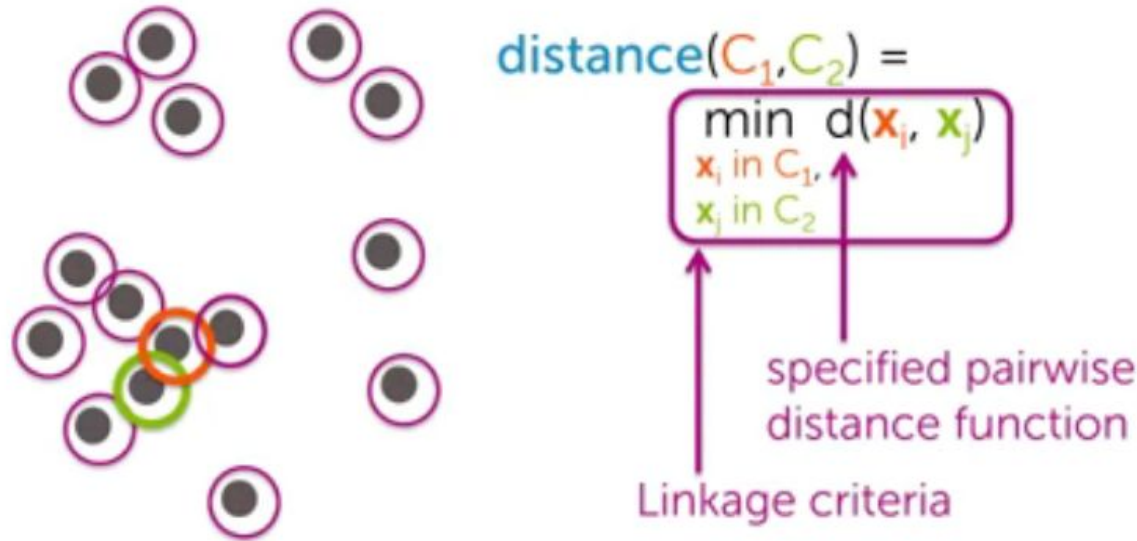 distance(C₁,C₂) =
min d(xᵢ, xⱼ)
xᵢ in C₁,
xⱼ in C₂
specified pairwise
distance function
Linkage criteria